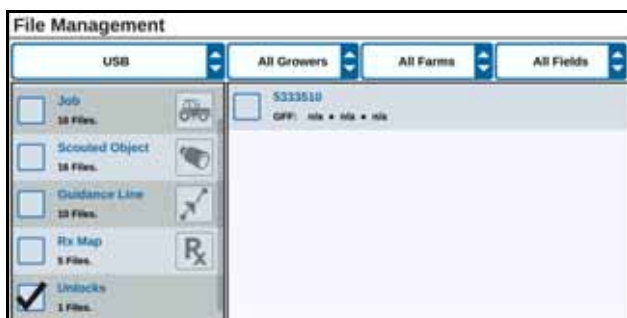 File Management
USB
All Growers
All Farms
All Fields
Job
10 Files.
Scouted Object
16 Files.
Guidance Line
10 Files.
Rx Map
5 Files.
Rx
Unlocks
1 Files.
5333510
GFF: n/a • n/a • n/a